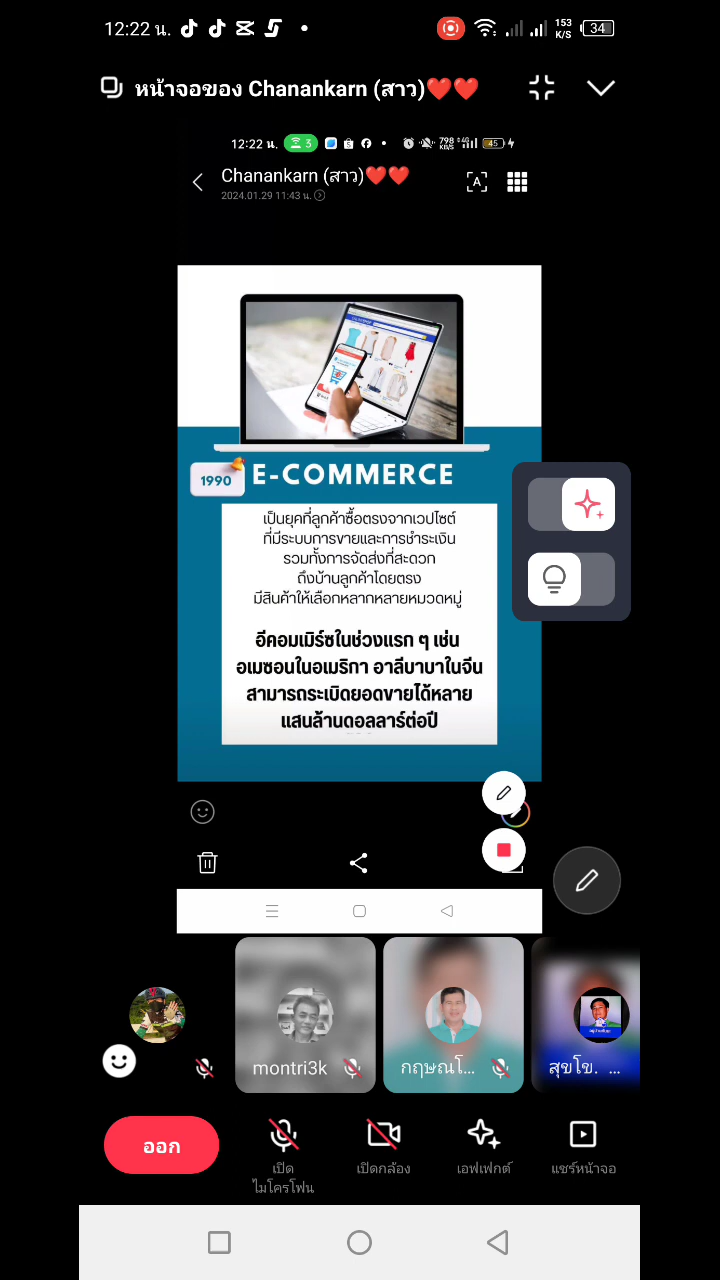 12:22 น.
153
K/S
34
หน้าจอของ Chanankarn (สาว)❤️❤️
12:22 น.
3
798
KB/S
4G
45
Chanankarn (สาว)❤️❤️
2024.01.29 11:43 น.
A
1990
E-COMMERCE
เป็นยุคที่ลูกค้าซื้อตรงจากเวปไซต์
ที่มีระบบการขายและการชำระเงิน
รวมทั้งการจัดส่งที่สะดวก
ถึงบ้านลูกค้าโดยตรง
มีสินค้าให้เลือกหลากหลายหมวดหมู่
อีคอมเมิร์ซในช่วงแรก ๆ เช่น
อเมซอนในอเมริกา อาลีบาบาในจีน
สามารถระเบิดยอดขายได้หลาย
แสนล้านดอลลาร์ต่อปี
montri3k
กฤษณโ...
สุขโข. ...
ออก
เปิด
ไมโครโฟน
เปิดกล้อง
เอฟเฟกต์
แชร์หน้าจอ